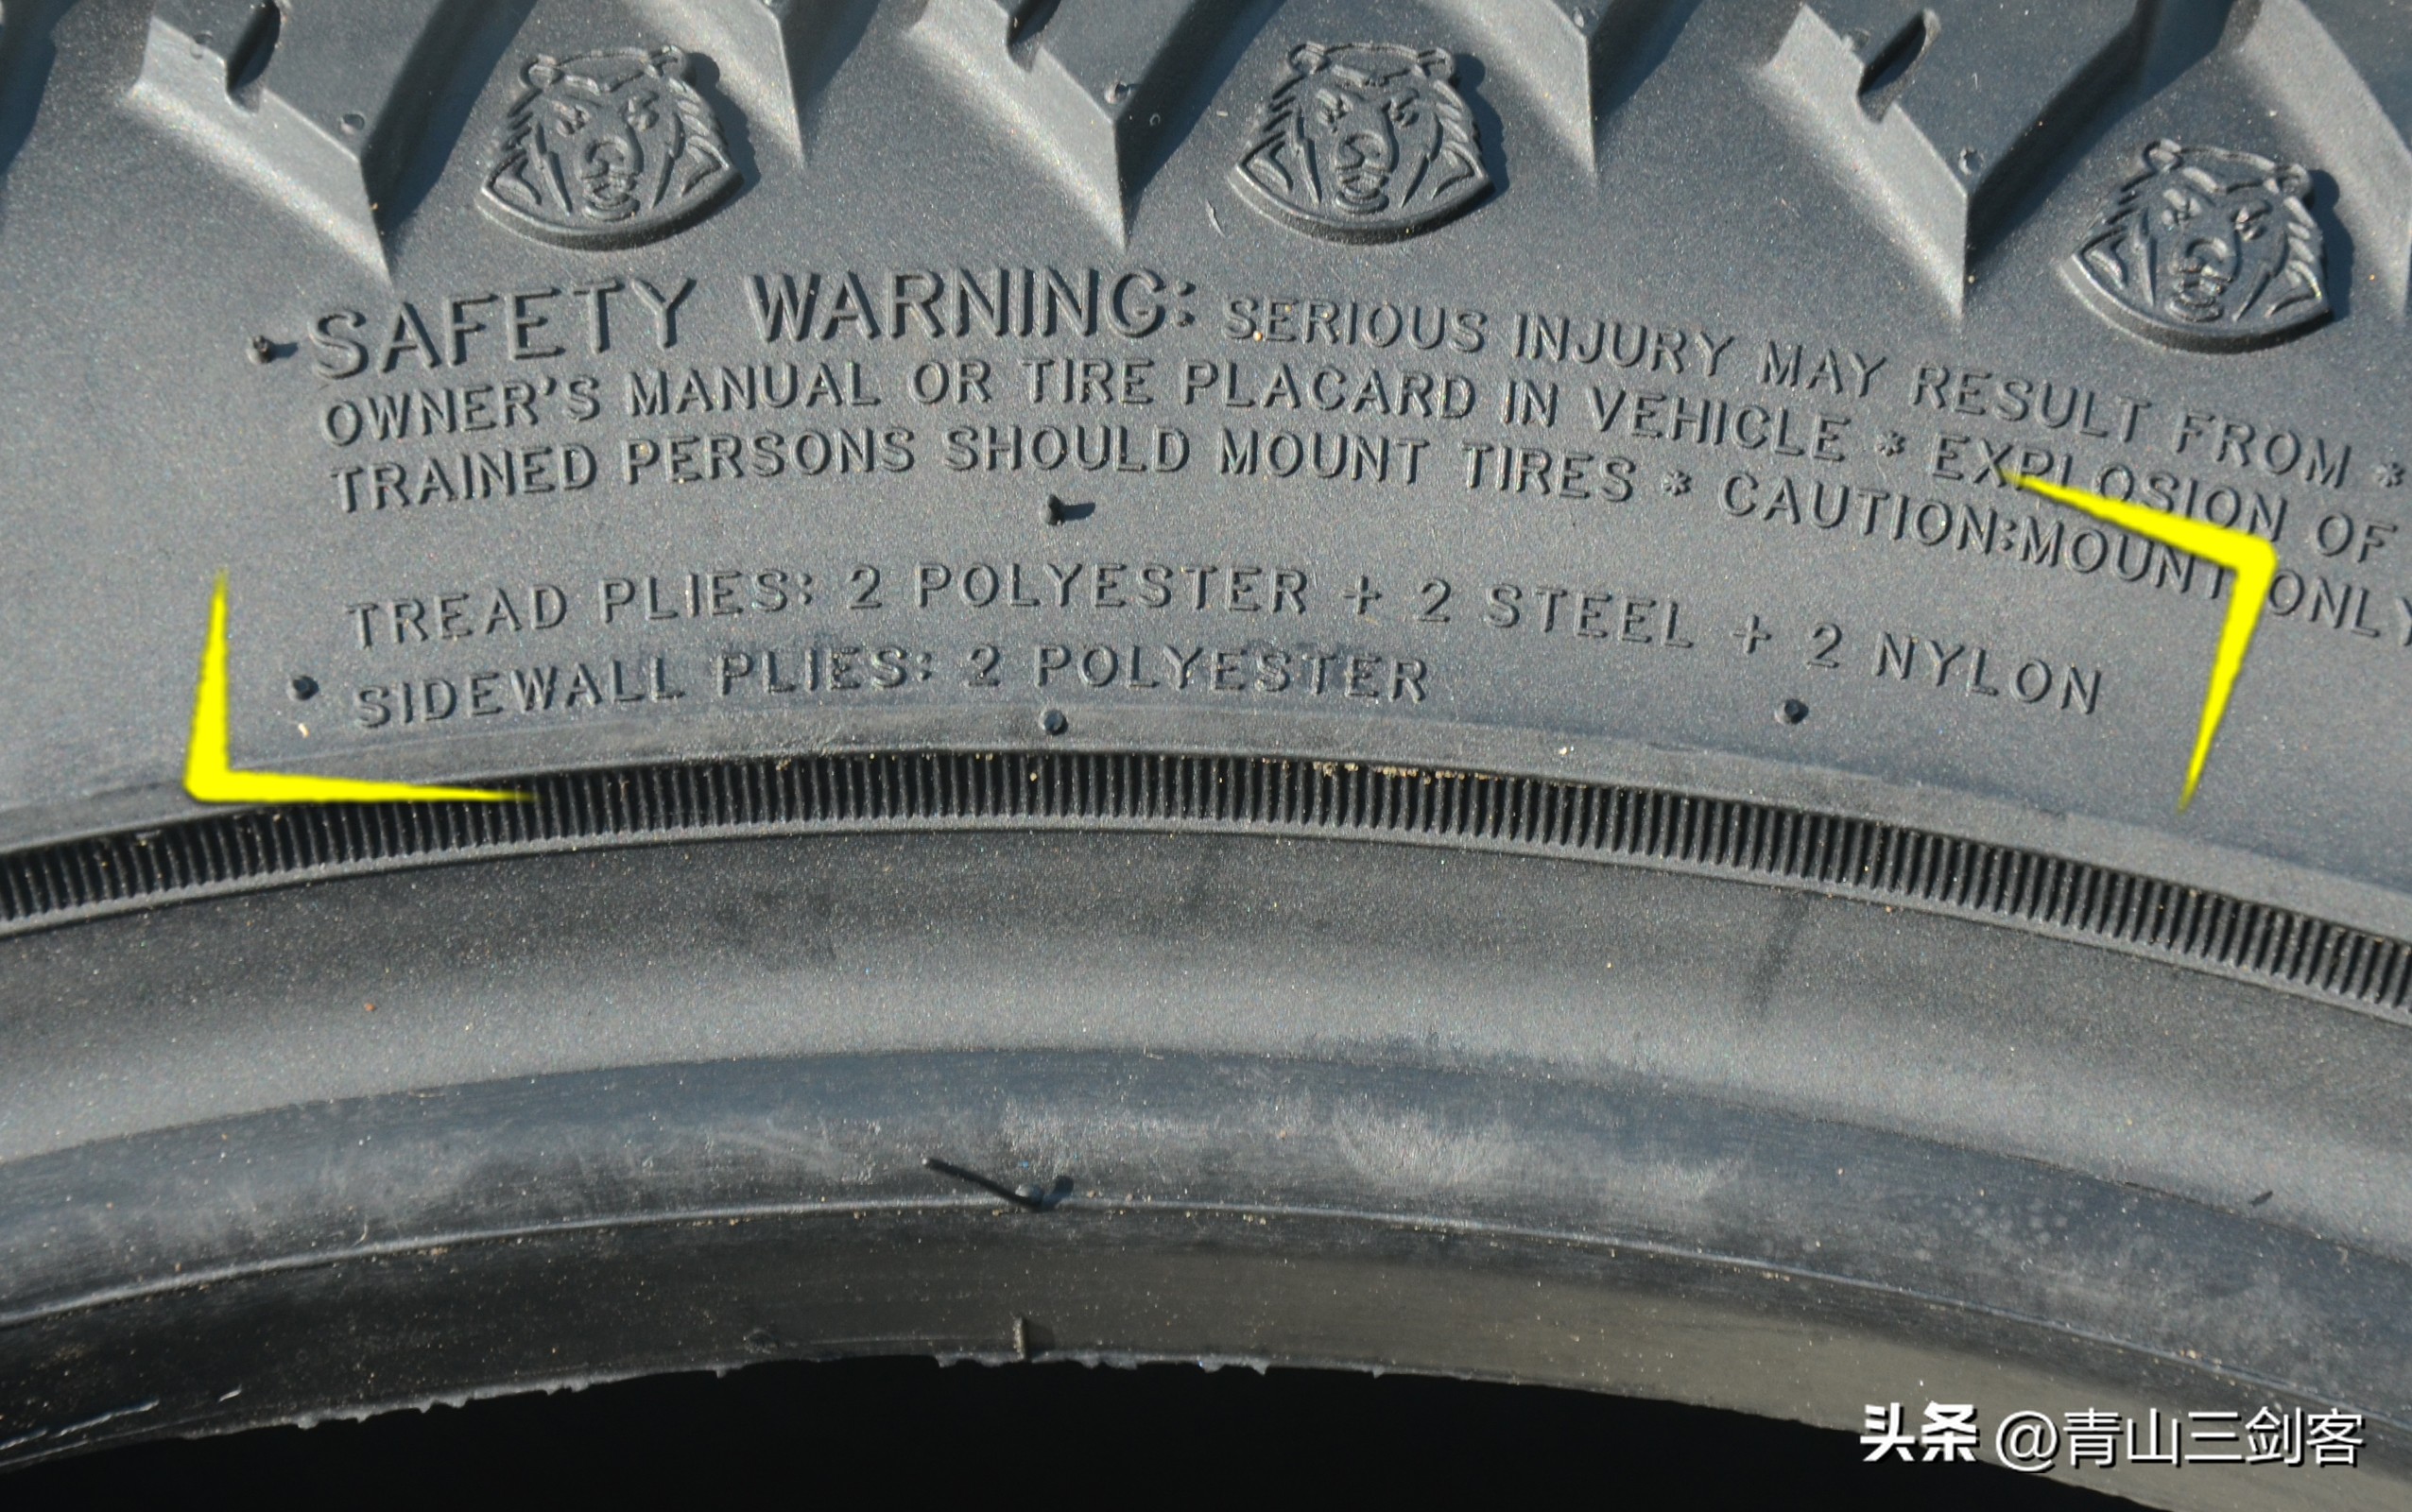 SAFETY WARNING: SERIOUS INJURY MAY RESULT FROM *
OWNER'S MANUAL OR TIRE PLACARD IN VEHICLE * EXPLOSION OF
TRAINED PERSONS SHOULD MOUNT TIRES * CAUTION:MOUNT ONLY
TREAD PLIES: 2 POLYESTER + 2 STEEL + 2 NYLON
SIDEWALL PLIES: 2 POLYESTER
头条 @青山三剑客